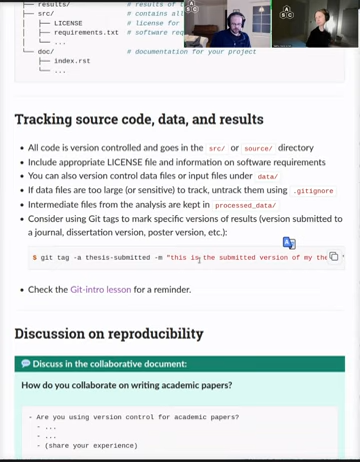 ├── results/ # results of
├── src/ # contains all
│ ├── LICENSE # license for
│ ├── requirements.txt # software req
│ └── ...
└── doc/ # documentation for your project
├── index.rst
└── ...
Tracking source code, data, and results
• All code is version controlled and goes in the src/ or source/ directory
• Include appropriate LICENSE file and information on software requirements
• You can also version control data files or input files under data/
• If data files are too large (or sensitive) to track, untrack them using .gitignore
• Intermediate files from the analysis are kept in processed_data/
• Consider using Git tags to mark specific versions of results (version submitted to
a journal, dissertation version, poster version, etc.):
$ git tag -a thesis-submitted -m "this is the submitted version of my the
• Check the Git-intro lesson for a reminder.
Discussion on reproducibility
Discuss in the collaborative document:
How do you collaborate on writing academic papers?
- Are you using version control for academic papers?
- ...
- ...
- (share your experience)